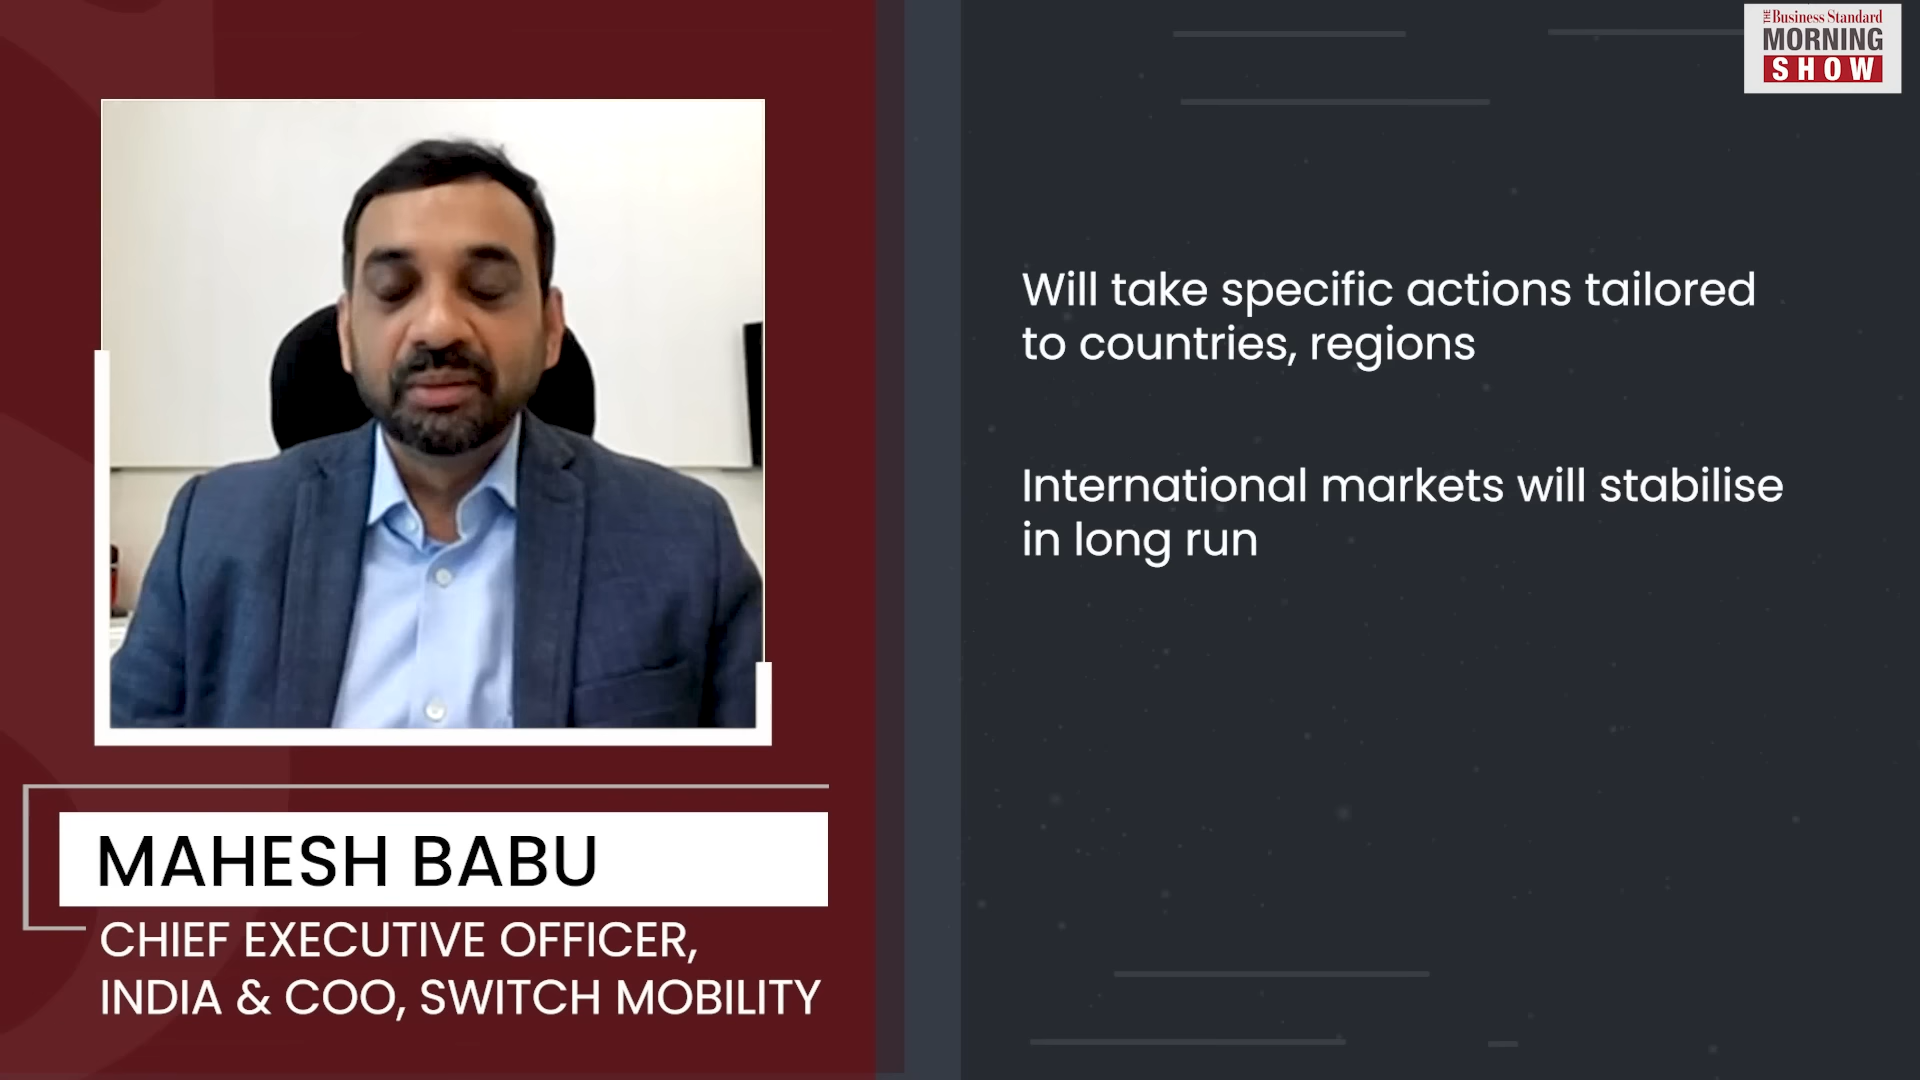 THE Business Standard
MORNING
SHOW
Will take specific actions tailored
to countries, regions
International markets will stabilise
in long run
MAHESH BABU
CHIEF EXECUTIVE OFFICER,
INDIA & COO, SWITCH MOBILITY